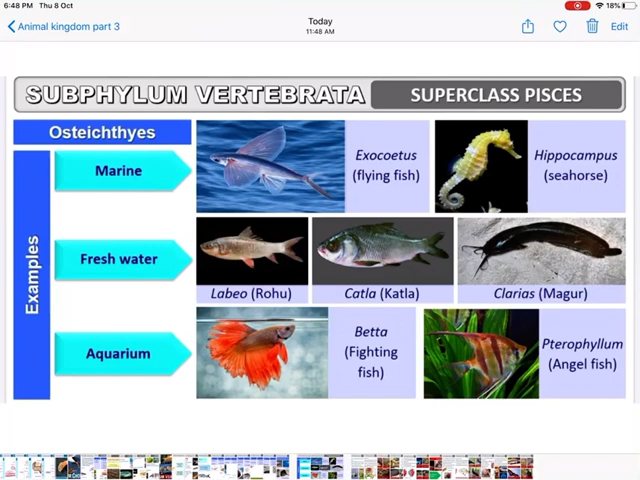 6:48 PM Thu 8 Oct
18%
Animal kingdom part 3
Today
11:48 AM
Edit
SUBPHYLUM VERTEBRATA
SUPERCLASS PISCES
Osteichthyes
Examples
Marine
Exocoetus
(flying fish)
Hippocampus
(seahorse)
Fresh water
Labeo (Rohu)
Catla (Katla)
Clarias (Magur)
Aquarium
Betta
(Fighting
fish)
Pterophyllum
(Angel fish)